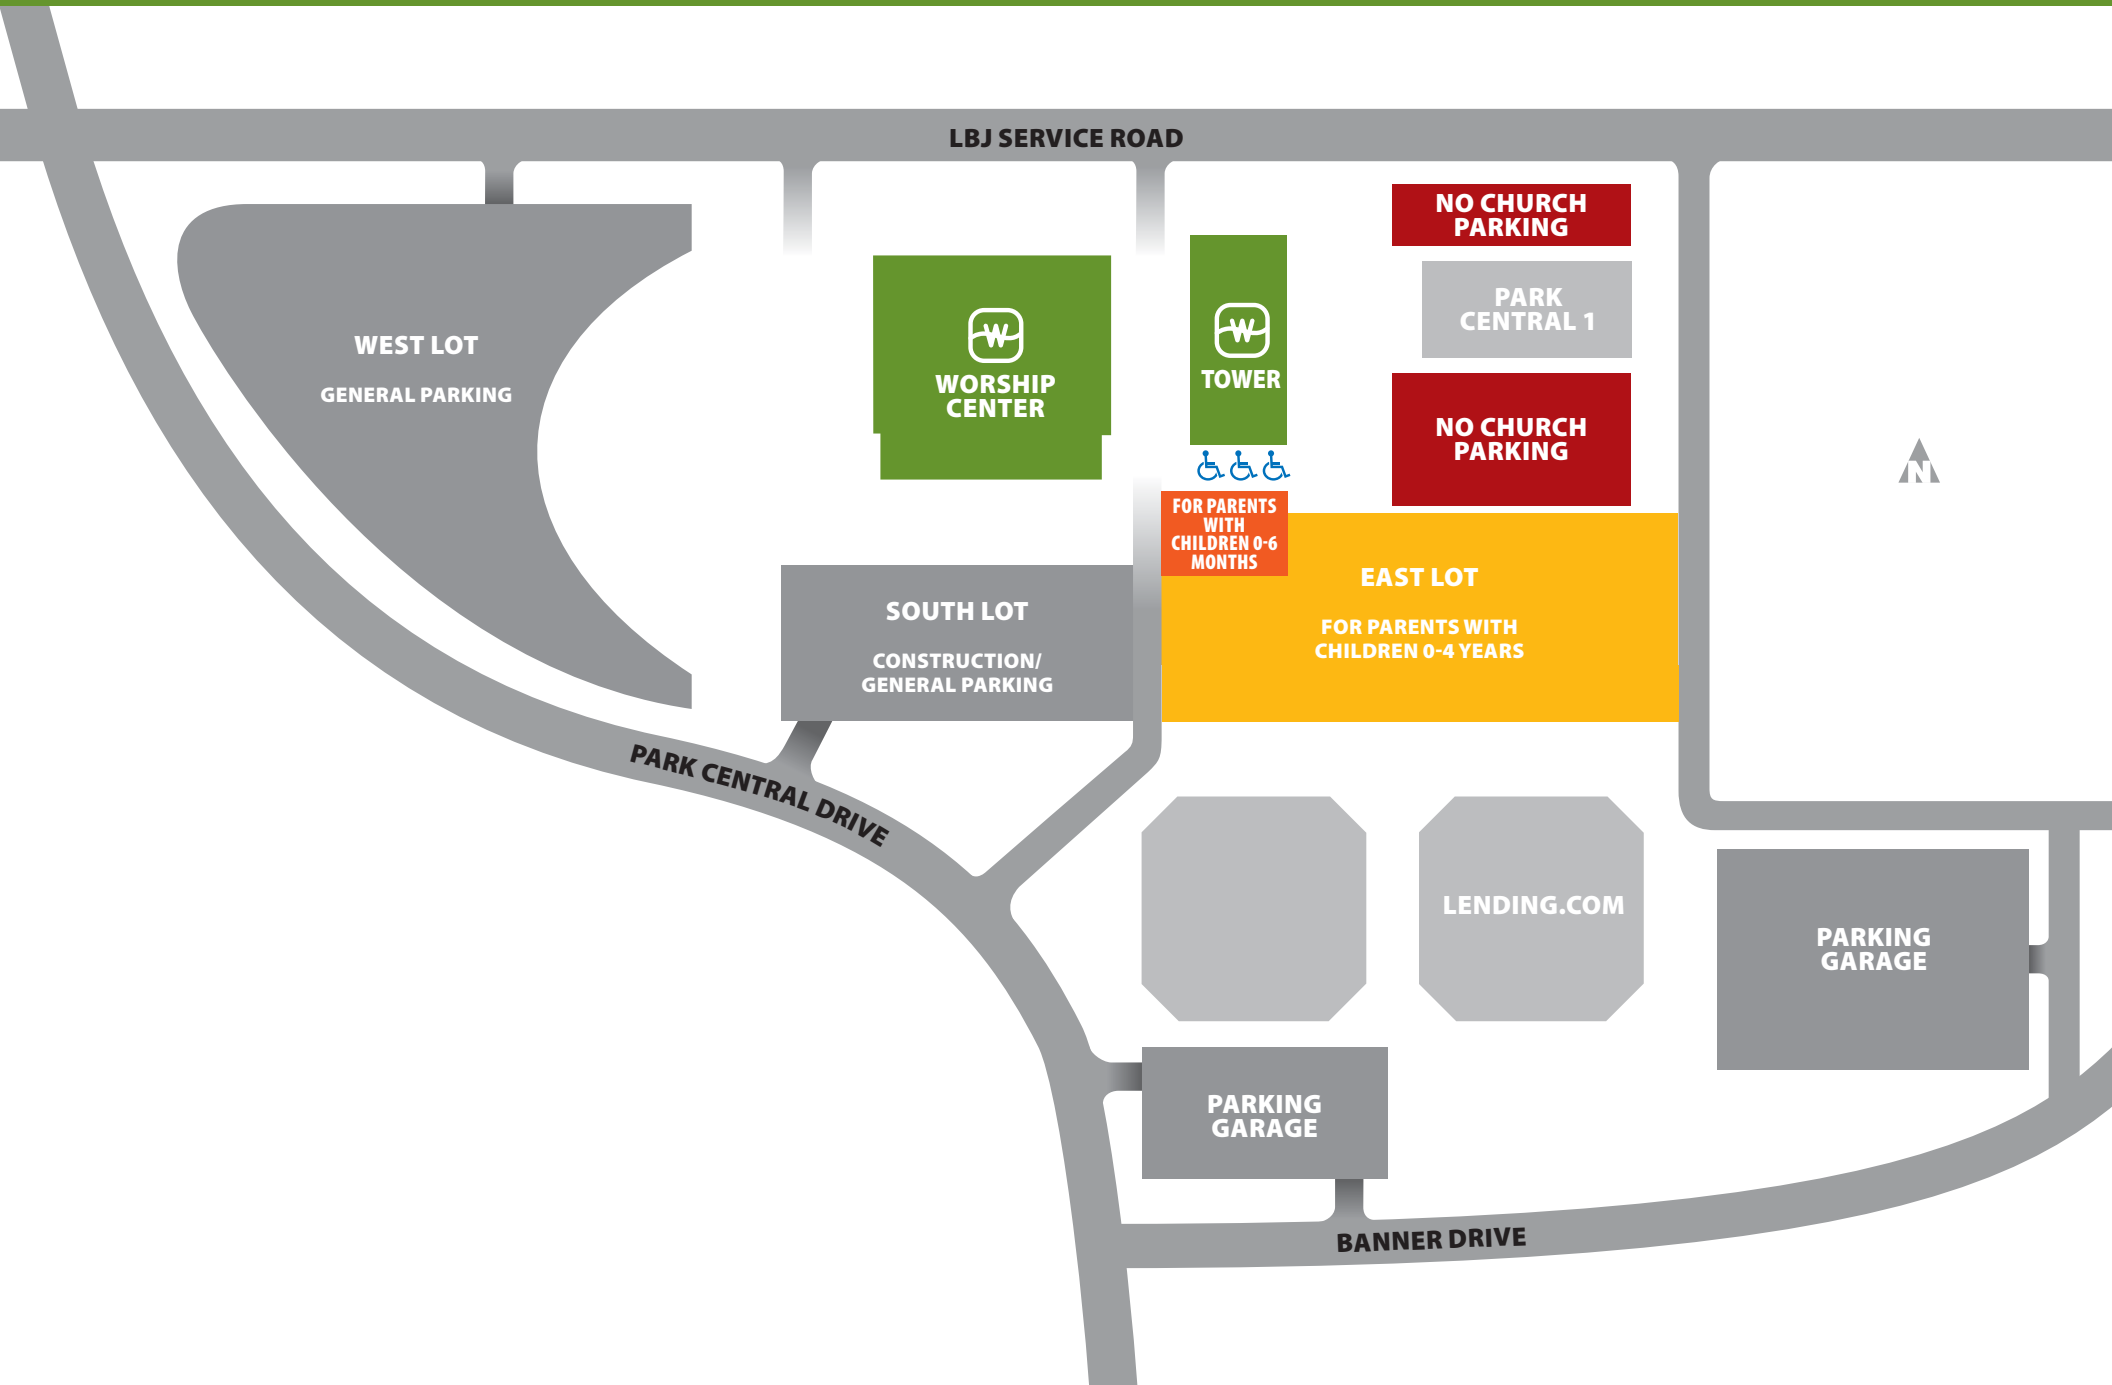 LBJ SERVICE ROAD
NO CHURCH
PARKING
PARK
CENTRAL 1
WEST LOT
GENERAL PARKING
W
WORSHIP
CENTER
W
TOWER
NO CHURCH
PARKING
N
FOR PARENTS
WITH
CHILDREN 0-6
MONTHS
EAST LOT
FOR PARENTS WITH
CHILDREN 0-4 YEARS
SOUTH LOT
CONSTRUCTION/
GENERAL PARKING
PARK CENTRAL DRIVE
LENDING.COM
PARKING
GARAGE
PARKING
GARAGE
BANNER DRIVE